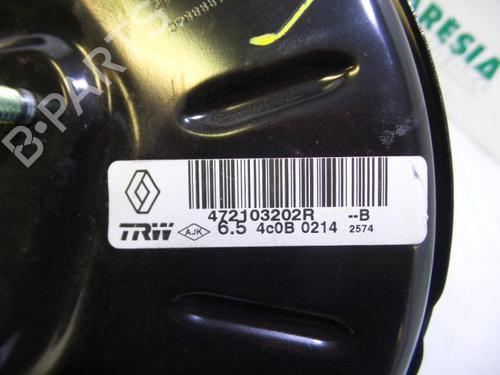 ARESIA
B-PARTS
472103202R --B
TRW AJK 6.5 4c0B 0214 2574